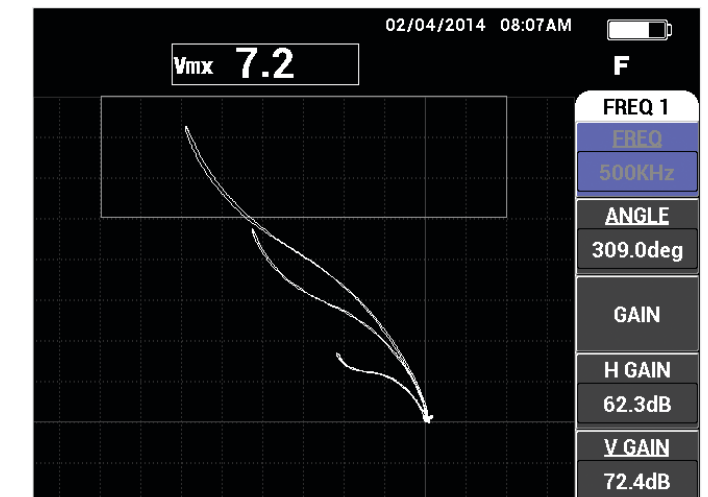 02/04/2014 08:07AM
Vmx 7.2
F
FREQ 1
FREQ
500KHz
ANGLE
309.0deg
GAIN
H GAIN
62.3dB
V GAIN
72.4dB